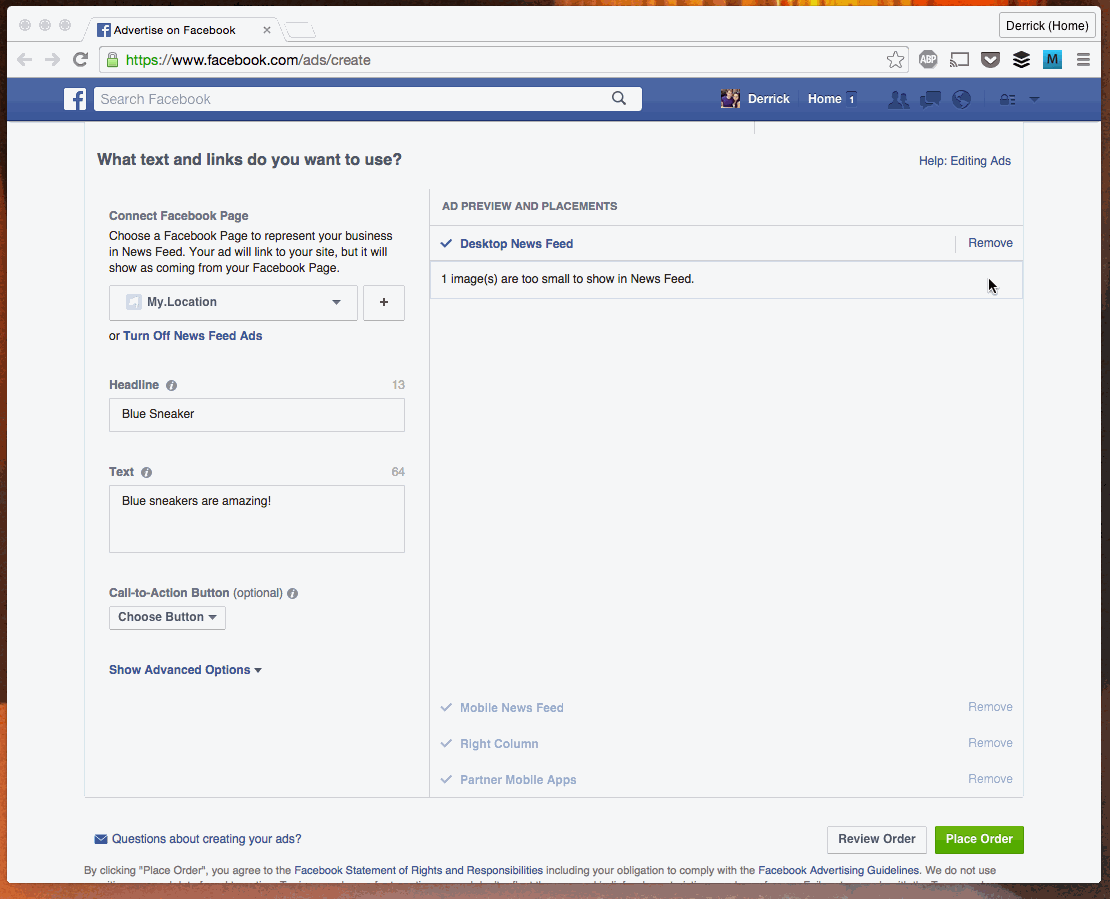 Advertise on Facebook
Derrick (Home)
https://www.facebook.com/ads/create
ABP
M
Search Facebook
Derrick
Home 1
What text and links do you want to use?
Help: Editing Ads
Connect Facebook Page
Choose a Facebook Page to represent your business
in News Feed. Your ad will link to your site, but it will
show as coming from your Facebook Page.
My.Location
+
or Turn Off News Feed Ads
Headline
13
Blue Sneaker
Text
64
Blue sneakers are amazing!
Call-to-Action Button (optional)
Choose Button
Show Advanced Options
AD PREVIEW AND PLACEMENTS
Desktop News Feed
Remove
1 image(s) are too small to show in News Feed.
Mobile News Feed
Remove
Right Column
Remove
Partner Mobile Apps
Remove
Questions about creating your ads?
Review Order
Place Order
By clicking "Place Order", you agree to the Facebook Statement of Rights and Responsibilities including your obligation to comply with the Facebook Advertising Guidelines. We do not use